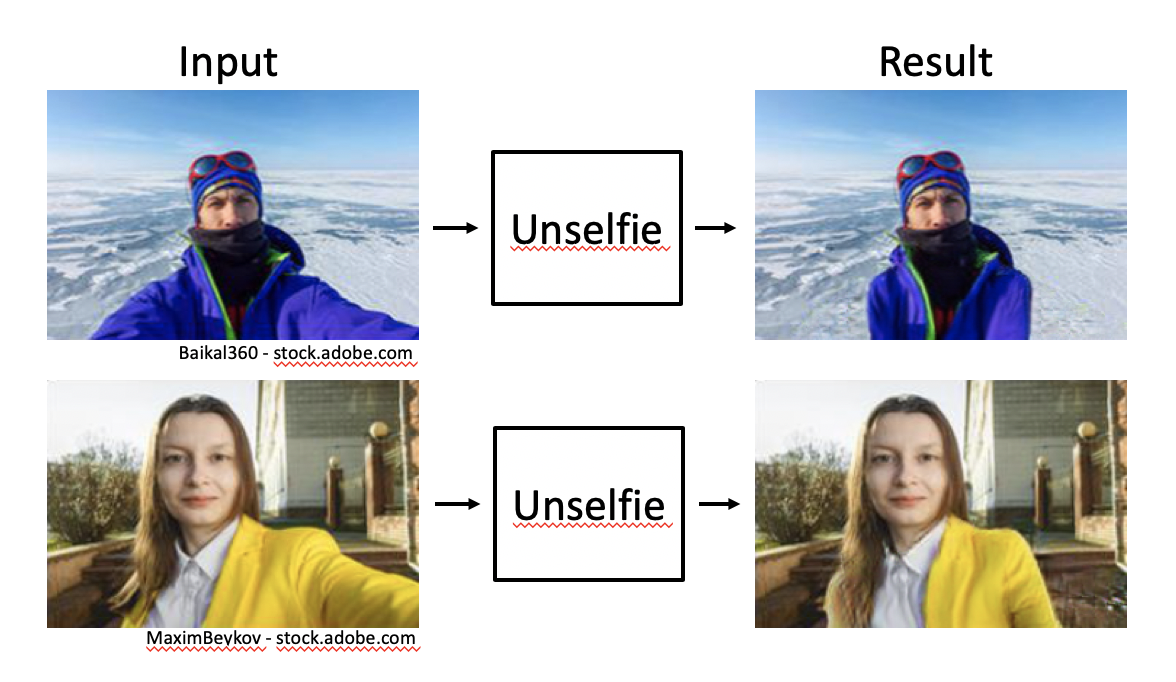 Input
Result
Unselfie
Baikal360 - stock.adobe.com
Unselfie
MaximBeykov - stock.adobe.com